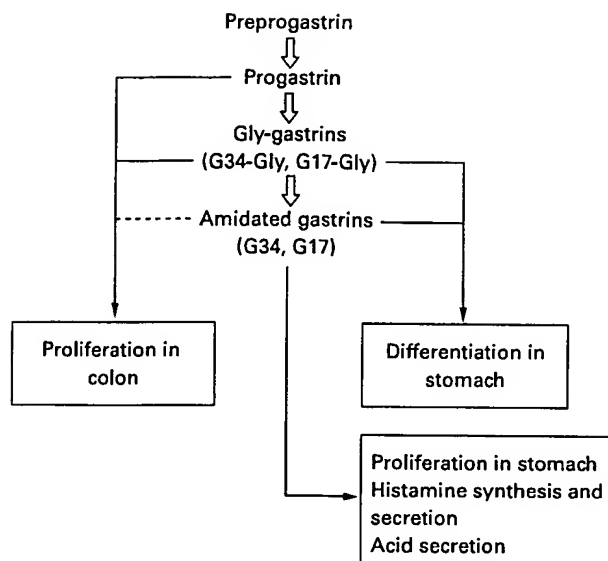 Preprogastrin
Progastrin
Gly-gastrins
(G34-Gly, G17-Gly)
Amidated gastrins
(G34, G17)
Proliferation in
colon
Differentiation in
stomach
Proliferation in stomach
Histamine synthesis and
secretion
Acid secretion